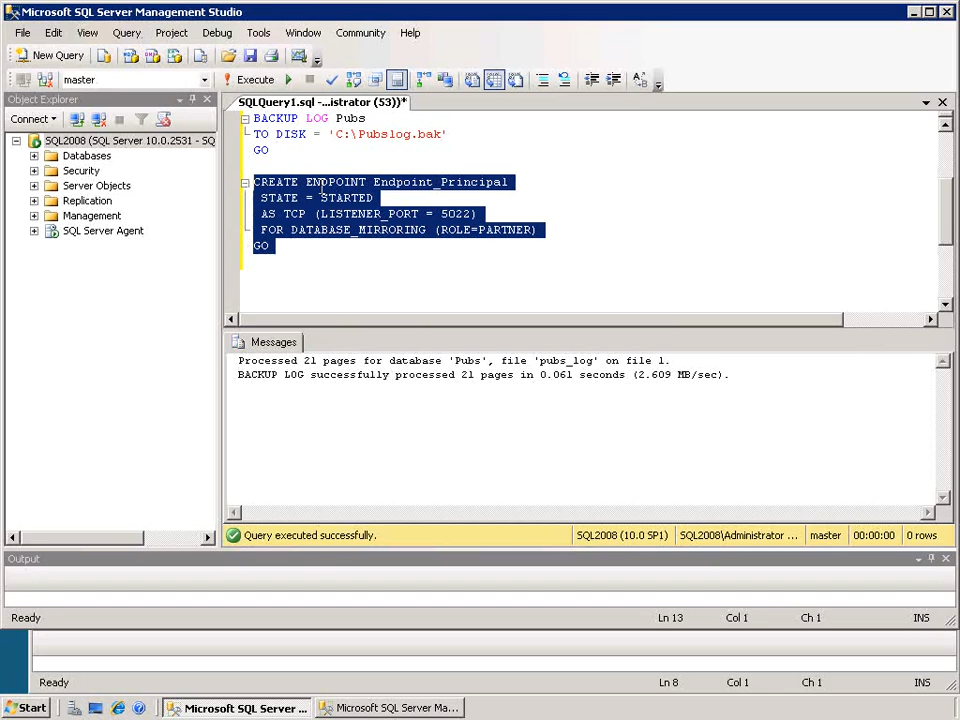 Microsoft SQL Server Management Studio
File Edit View Query Project Debug Tools Window Community Help
New Query
master Execute
Object Explorer
SQLQuery1.sql -...istrator (53))*
Connect
SQL2008 (SQL Server 10.0.2531 - SQ
Databases
Security
Server Objects
Replication
Management
SQL Server Agent
BACKUP LOG Pubs
TO DISK = 'C:\Pubslog.bak'
GO
CREATE ENDPOINT Endpoint_Principal
STATE = STARTED
AS TCP (LISTENER_PORT = 5022)
FOR DATABASE_MIRRORING (ROLE=PARTNER)
GO
Messages
Processed 21 pages for database 'Pubs', file 'pubs_log' on file 1.
BACKUP LOG successfully processed 21 pages in 0.061 seconds (2.609 MB/sec).
Query executed successfully. SQL2008 (10.0 SP1) SQL2008\Administrator ... master 00:00:00 0 rows
Output
Ready Ln 13 Col 1 Ch 1 INS
Ready Ln 8 Col 1 Ch 1 INS
Start Microsoft SQL Server ... Microsoft SQL Server Ma...